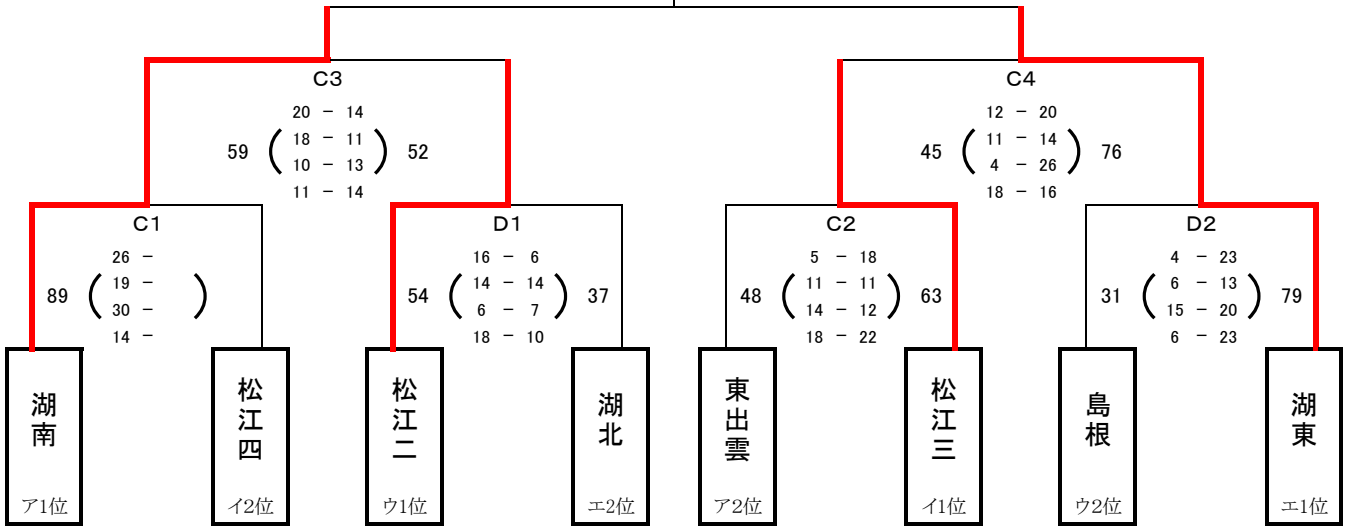 C3
20 − 14
59 ( 18 − 11 ) 52
10 − 13
11 − 14
C4
12 − 20
45 ( 11 − 14 ) 76
4 − 26
18 − 16
C1
26 −
89 ( 19 − )
30 −
14 −
D1
16 − 6
54 ( 14 − 14 ) 37
6 − 7
18 − 10
C2
5 − 18
48 ( 11 − 11 ) 63
14 − 12
18 − 22
D2
4 − 23
31 ( 6 − 13 ) 79
15 − 20
6 − 23
湖南
ア1位
松江四
イ2位
松江二
ウ1位
湖北
エ2位
東出雲
ア2位
松江三
イ1位
島根
ウ2位
湖東
エ1位